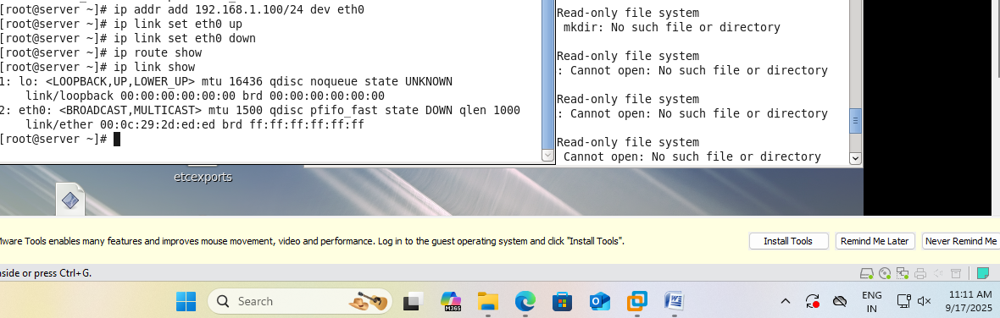 [root@server ~]# ip addr add 192.168.1.100/24 dev eth0
[root@server ~]# ip link set eth0 up
[root@server ~]# ip link set eth0 down
[root@server ~]# ip route show
[root@server ~]# ip link show
1: lo: <LOOPBACK,UP,LOWER_UP> mtu 16436 qdisc noqueue state UNKNOWN
link/loopback 00:00:00:00:00:00 brd 00:00:00:00:00:00
2: eth0: <BROADCAST,MULTICAST> mtu 1500 qdisc pfifo_fast state DOWN qlen 1000
link/ether 00:0c:29:2d:ed:ed brd ff:ff:ff:ff:ff:ff
[root@server ~]#
Read-only file system
mkdir: No such file or directory
Read-only file system
: Cannot open: No such file or directory
Read-only file system
: Cannot open: No such file or directory
Read-only file system
Cannot open: No such file or directory
etcexports
Mware Tools enables many features and improves mouse movement, video and performance. Log in to the guest operating system and click "Install Tools".
Install Tools
Remind Me Later
Never Remind Me
nside or press Ctrl+G.
Search
M365
ENG
IN
11:11 AM
9/17/2025